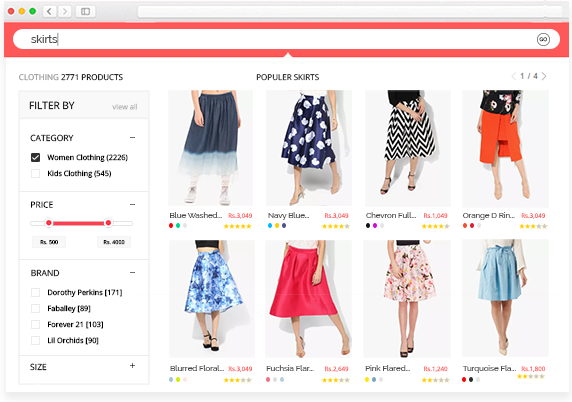 skirts
GO
CLOTHING 2771 PRODUCTS
POPULER SKIRTS
1 / 4
FILTER BY
view all
CATEGORY
Women Clothing (2226)
Kids Clothing (545)
PRICE
Rs. 500
Rs. 4000
BRAND
Dorothy Perkins [171]
Faballey [89]
Forever 21 [103]
Lil Orchids [90]
SIZE
Blue Washed... Rs.3,049
Navy Blue... Rs.3,049
Chevron Full... Rs.1,049
Orange D Rin... Rs.3,049
Blurred Floral... Rs.3,049
Fuchsia Flar... Rs.2,649
Pink Flared... Rs.1,240
Turquoise Fla... Rs.1,800